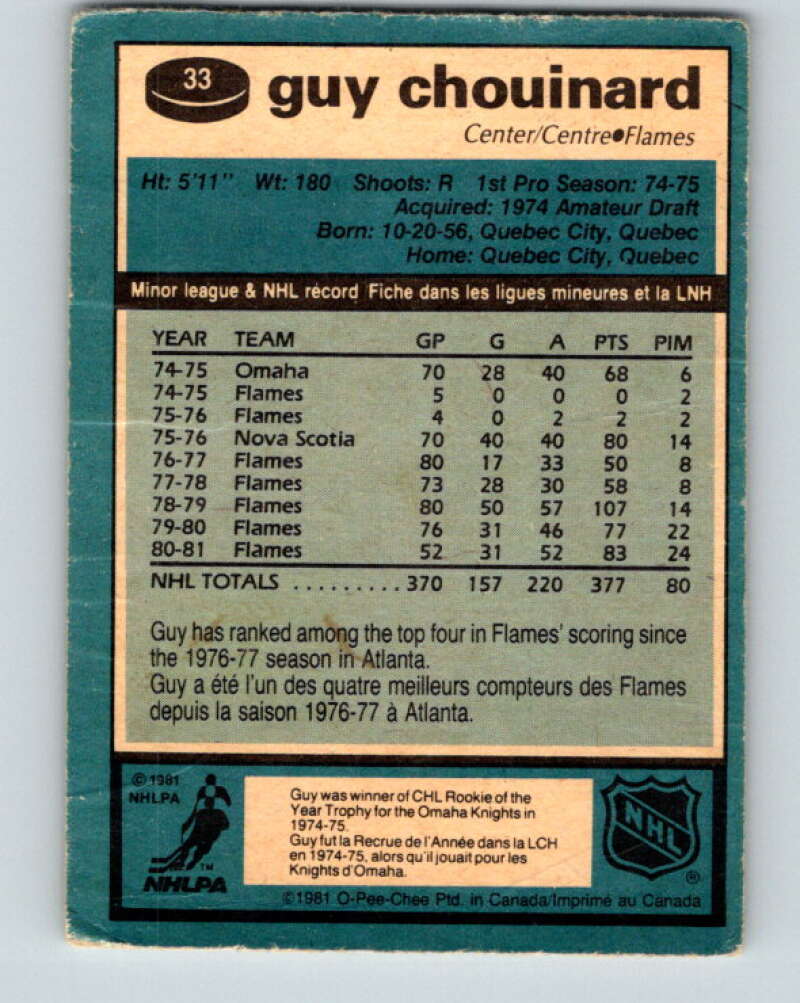 33 guy chouinard
Center/Centre●Flames
Ht: 5'11" Wt: 180 Shoots: R 1st Pro Season: 74-75
Acquired: 1974 Amateur Draft
Born: 10-20-56, Quebec City, Quebec
Home: Quebec City, Quebec
Minor league & NHL record Fiche dans les ligues mineures et la LNH
YEAR TEAM GP G A PTS PIM
74-75 Omaha 70 28 40 68 6
74-75 Flames 5 0 0 0 2
75-76 Flames 4 0 2 2 2
75-76 Nova Scotia 70 40 40 80 14
76-77 Flames 80 17 33 50 8
77-78 Flames 73 28 30 58 8
78-79 Flames 80 50 57 107 14
79-80 Flames 76 31 46 77 22
80-81 Flames 52 31 52 83 24
NHL TOTALS ......... 370 157 220 377 80
Guy has ranked among the top four in Flames' scoring since
the 1976-77 season in Atlanta.
Guy a été l'un des quatre meilleurs compteurs des Flames
depuis la saison 1976-77 à Atlanta.
© 1981
NHLPA
TM
NHLPA
Guy was winner of CHL Rookie of the
Year Trophy for the Omaha Knights in
1974-75.
Guy fut la Recrue de l'Année dans la LCH
en 1974-75, alors qu'il jouait pour les
Knights d'Omaha.
NHL
®
©1981 O-Pee-Chee Ptd. in Canada/Imprimé au Canada